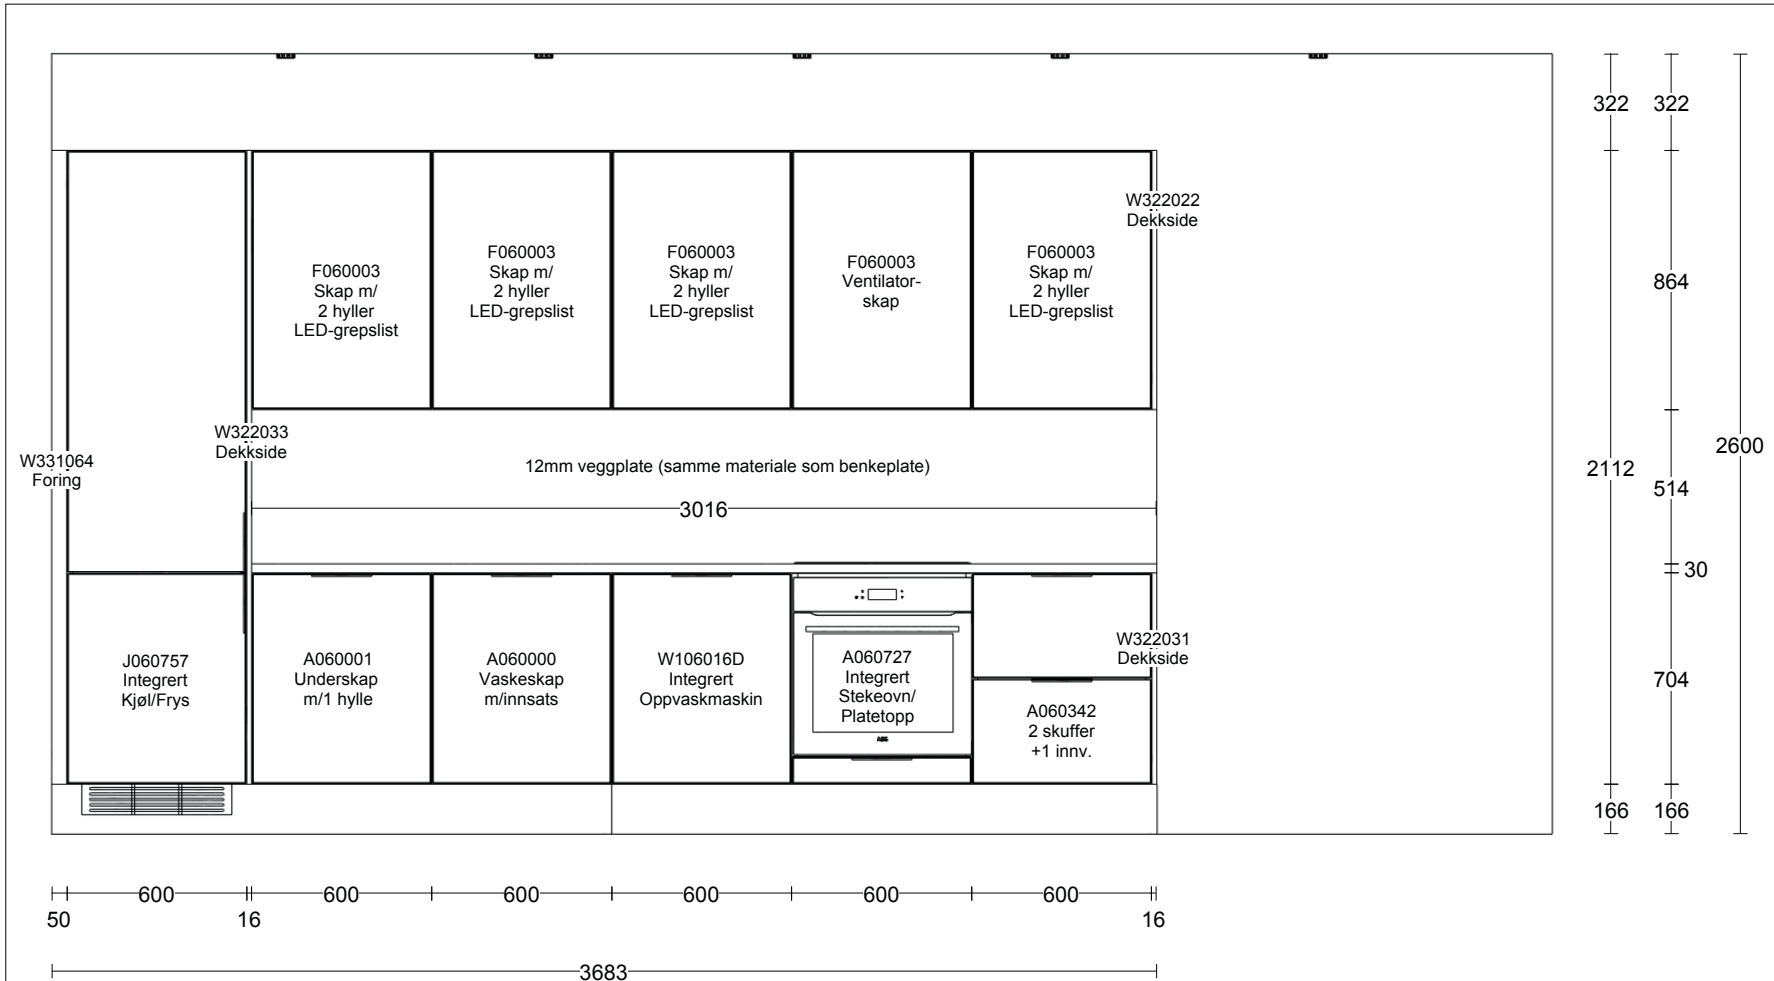 322
322
W322022
Dekkside
F060003
Skap m/
2 hyller
LED-grepslist
F060003
Skap m/
2 hyller
LED-grepslist
F060003
Skap m/
2 hyller
LED-grepslist
F060003
Ventilator-
skap
F060003
Skap m/
2 hyller
LED-grepslist
864
W331064
Foring
W322033
Dekkside
12mm veggplate (samme materiale som benkeplate)
3016
2112
514
2600
30
J060757
Integrert
Kjøl/Frys
A060001
Underskap
m/1 hylle
A060000
Vaskeskap
m/innsats
W106016D
Integrert
Oppvaskmaskin
A060727
Integrert
Stekeovn/
Platetopp
AEG
W322031
Dekkside
A060342
2 skuffer
+1 innv.
704
166
166
50
600
16
600
600
600
600
600
16
3683